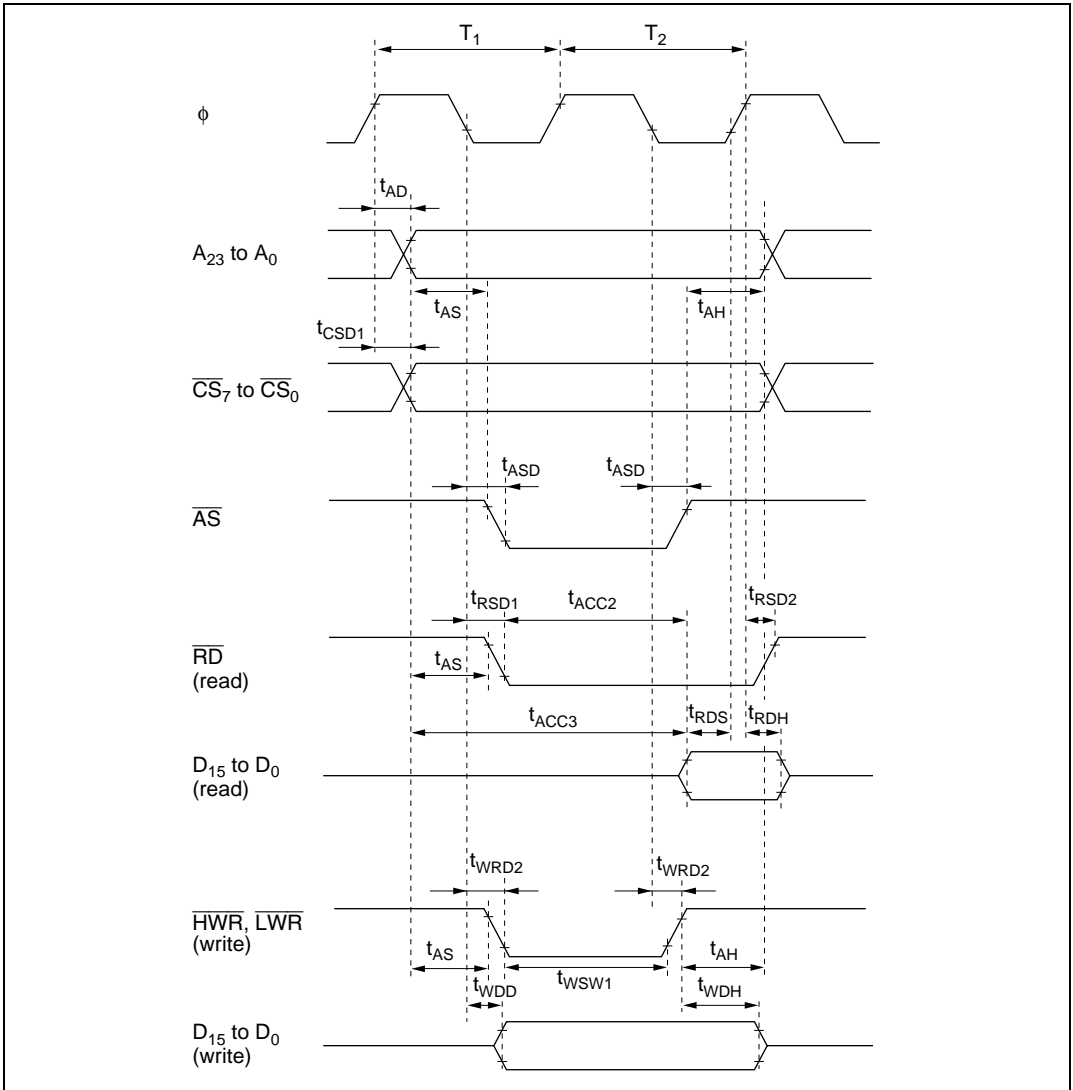 T1 T2
ϕ
tAD
A23 to A0
tAS tAH
tCSD1
CS7 to CS0
tASD tASD
AS
tRSD1 tACC2 tRSD2
RD
(read)
tAS
tACC3 tRDS tRDH
D15 to D0
(read)
tWRD2 tWRD2
HWR, LWR
(write)
tAS tWSW1 tAH
tWDD tWDH
D15 to D0
(write)